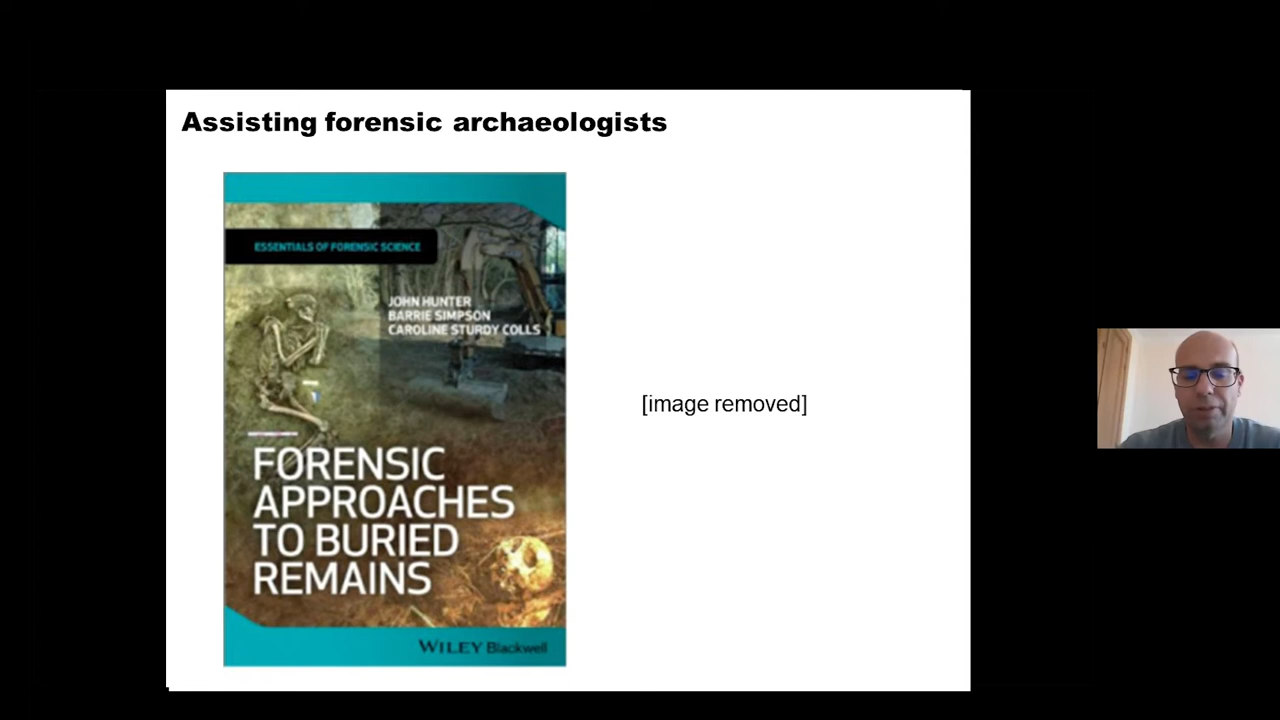 Assisting forensic archaeologists
ESSENTIALS OF FORENSIC SCIENCE
JOHN HUNTER
BARRIE SIMPSON
CAROLINE STURDY COLLS
FORENSIC
APPROACHES
TO BURIED
REMAINS
WILEY Blackwell
[image removed]